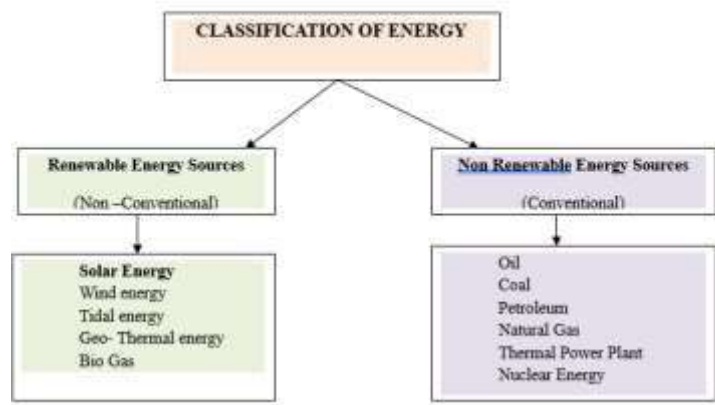 CLASSIFICATION OF ENERGY
Renewable Energy Sources
(Non –Conventional)
Solar Energy
Wind energy
Tidal energy
Geo- Thermal energy
Bio Gas
Non Renewable Energy Sources
(Conventional)
Oil
Coal
Petroleum
Natural Gas
Thermal Power Plant
Nuclear Energy